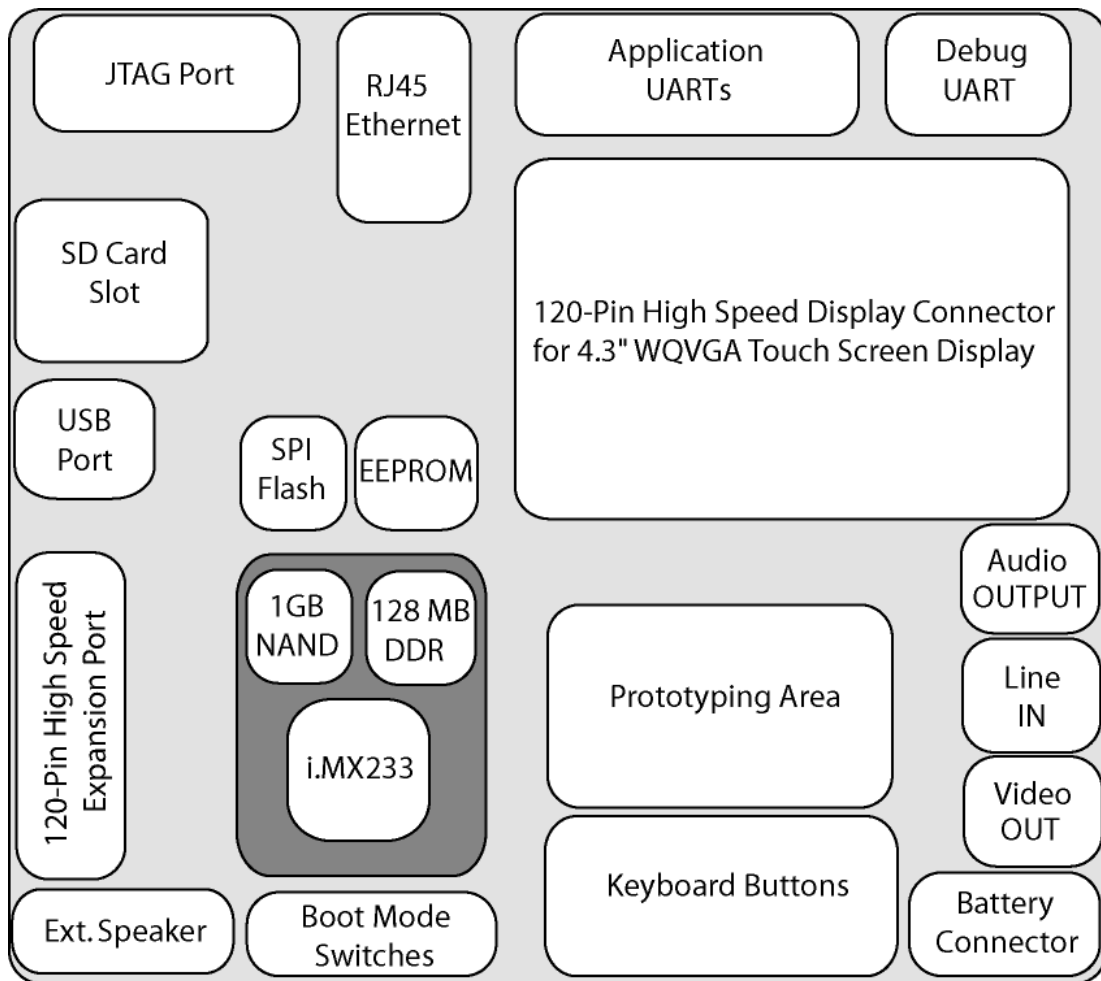 JTAG Port
RJ45
Ethernet
Application
UARTs
Debug
UART
SD Card
Slot
120-Pin High Speed Display Connector
for 4.3" WQVGA Touch Screen Display
USB
Port
SPI
Flash
EEPROM
Audio
OUTPUT
120-Pin High Speed
Expansion Port
1GB
NAND
128 MB
DDR
i.MX233
Prototyping Area
Line
IN
Video
OUT
Ext. Speaker
Boot Mode
Switches
Keyboard Buttons
Battery
Connector